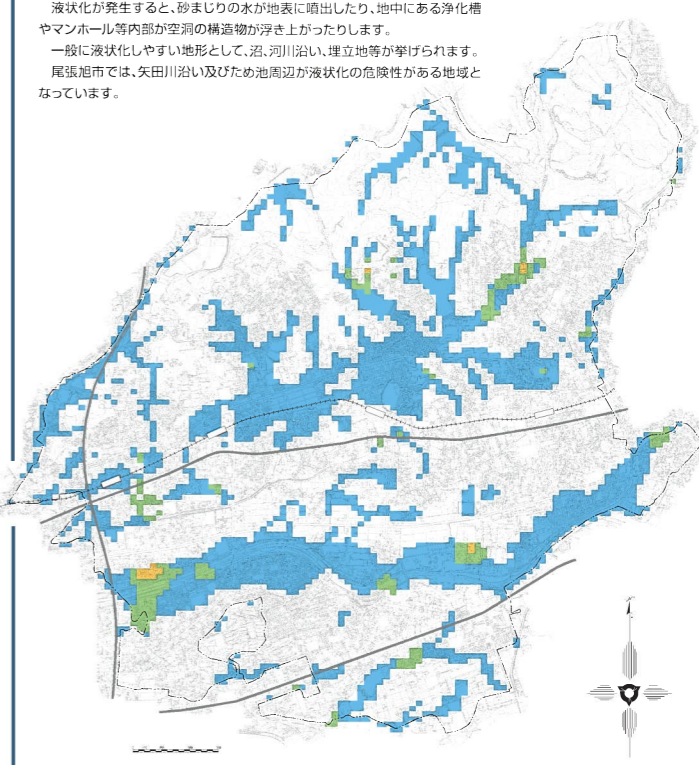 液状化が発生すると、砂まじりの水が地表に噴出したり、地中にある浄化槽
やマンホール等内部が空洞の構造物が浮き上がったりします。
一般に液状化しやすい地形として、沼、河川沿い、埋立地等が挙げられます。
尾張旭市では、矢田川沿い及びため池周辺が液状化の危険性がある地域と
なっています。